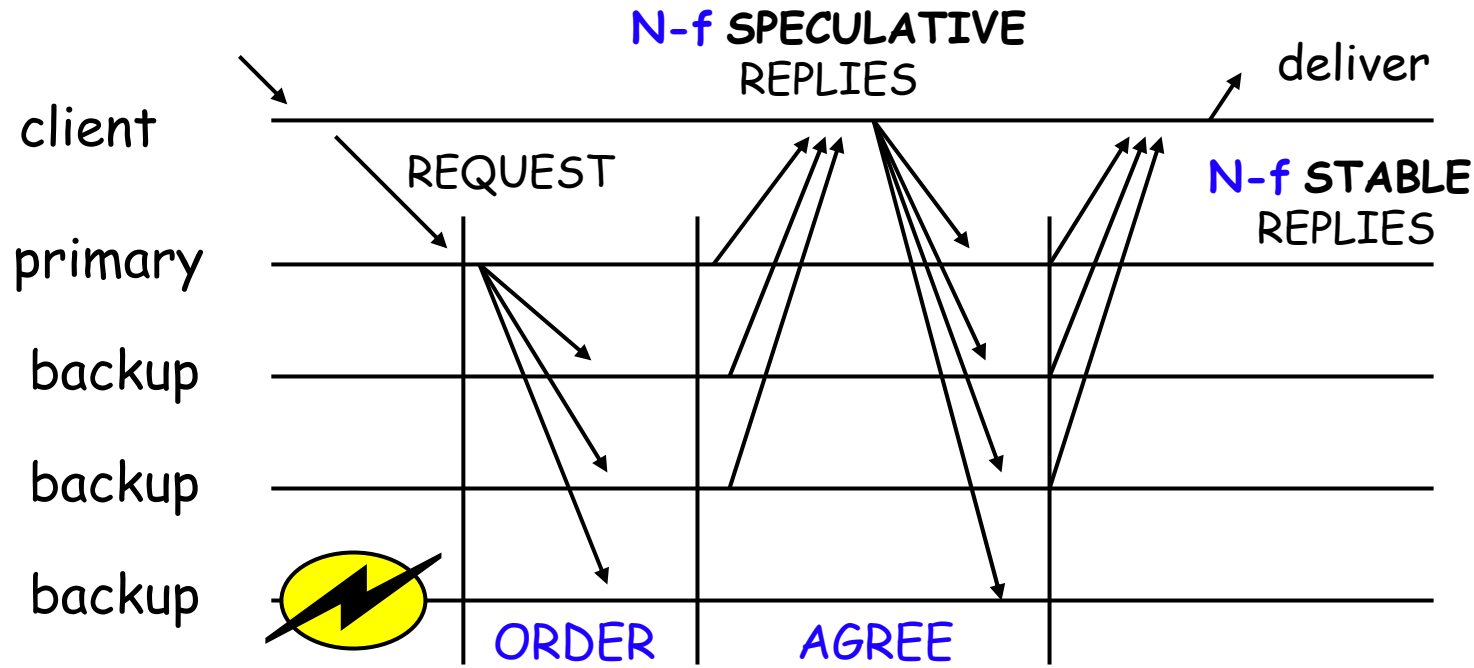 N-f SPECULATIVE
REPLIES
deliver
client
REQUEST
N-f STABLE
REPLIES
primary
backup
backup
backup
ORDER
AGREE